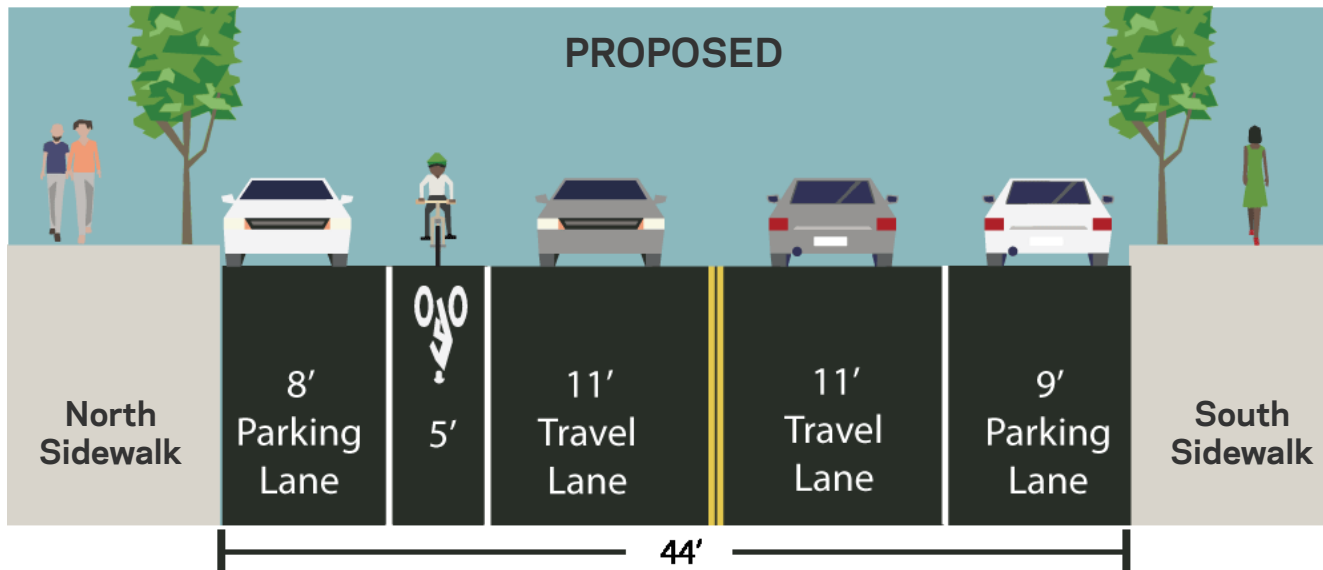 PROPOSED
North
Sidewalk
8’
Parking
Lane
5’
11’
Travel
Lane
11’
Travel
Lane
9’
Parking
Lane
South
Sidewalk
44’